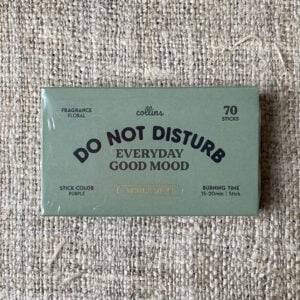 FRAGRANCE
FLORAL
collins
70
STICKS
DO NOT DISTURB
EVERYDAY
GOOD MOOD
STICK COLOR
PURPLE
BURNING TIME
15-20min | Stick